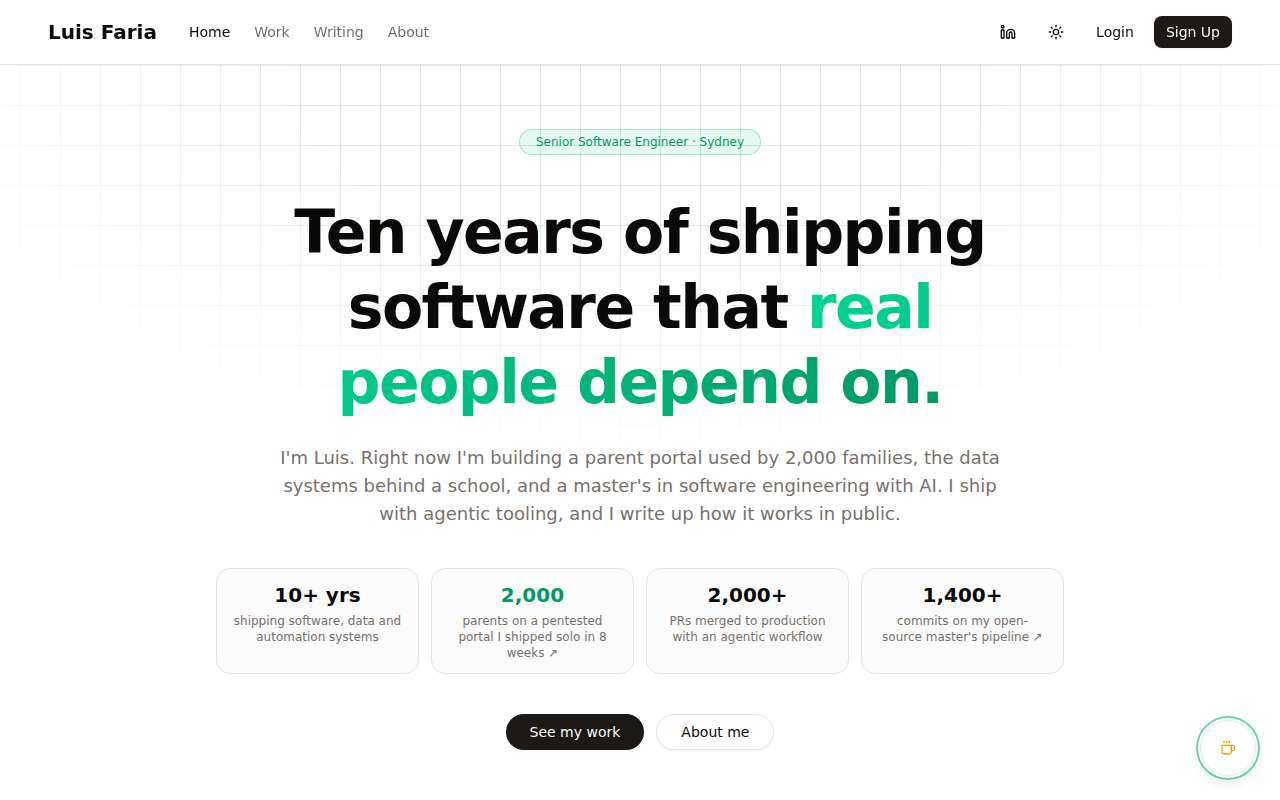 Luis Faria
Home
Work
Writing
About
Login
Sign Up
Senior Software Engineer · Sydney
Ten years of shipping
software that real
people depend on.
I'm Luis. Right now I'm building a parent portal used by 2,000 families, the data
systems behind a school, and a master's in software engineering with AI. I ship
with agentic tooling, and I write up how it works in public.
10+ yrs
shipping software, data and
automation systems
2,000
parents on a pentested
portal I shipped solo in 8
weeks ↗
2,000+
PRs merged to production
with an agentic workflow
1,400+
commits on my open-
source master's pipeline ↗
See my work
About me